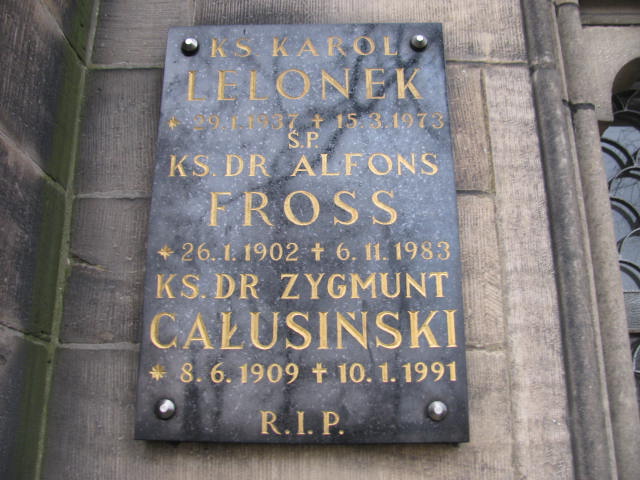 KS KAROL
LELONEK
* 29.1.1937 ✝ 15.3.1973
Ś.P.
KS. DR ALFONS
FROSS
* 26.1.1902 ✝ 6.11.1983
KS. DR ZYGMUNT
CAŁUSIŃSKI
* 8.6.1909 ✝ 10.1.1991
R.I.P.